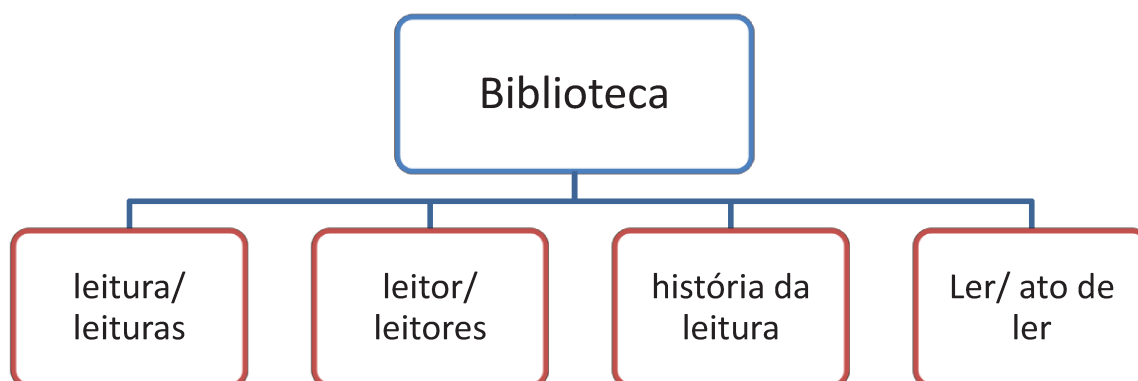 Biblioteca
leitura/
leituras
leitor/
leitores
história da
leitura
Ler/ ato de
ler